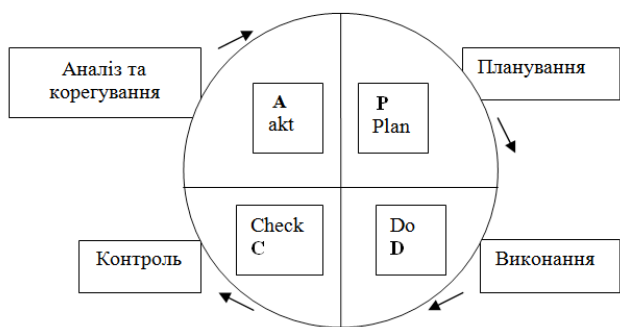 Аналіз та
корегування
A
akt
P
Plan
Планування
Check
C
Do
D
Контроль
Виконання